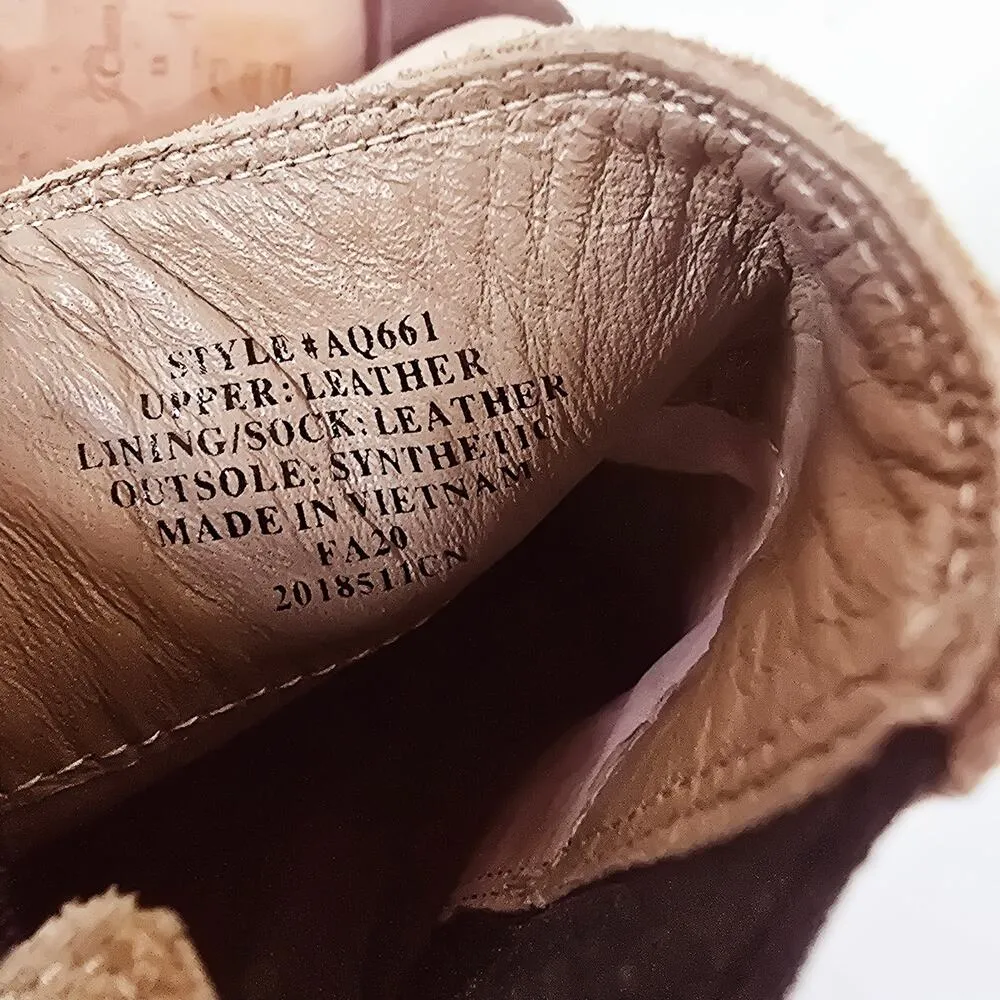 STYLE#AQ661
UPPER: LEATHER
LINING/SOCK: LEATHER
OUTSOLE: SYNTHETIC
MADE IN VIETNAM
FA20
2018511CN